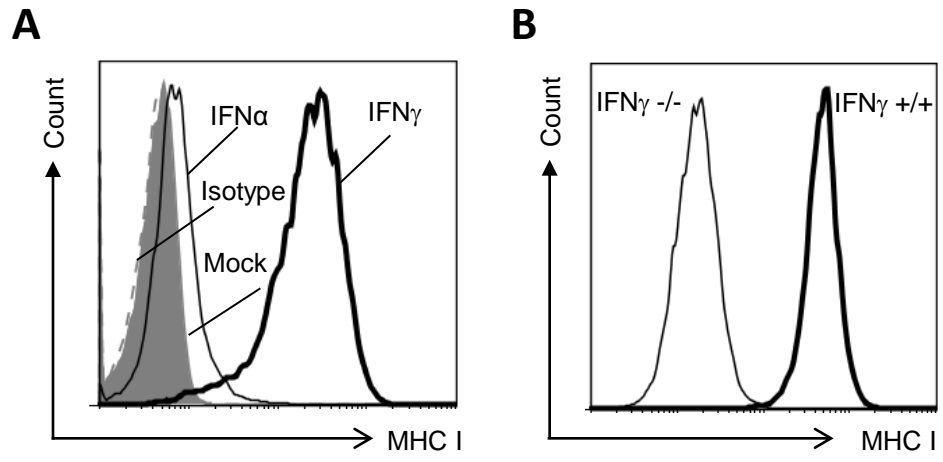 A
Count
IFNα
IFNγ
Isotype
Mock
MHC I
B
Count
IFNγ -/-
IFNγ +/+
MHC I